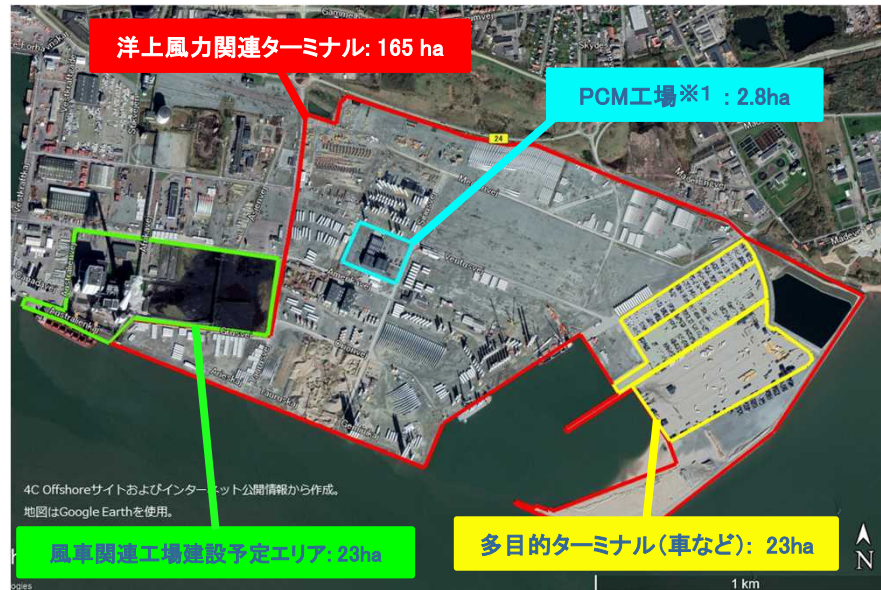 洋上風力関連ターミナル: 165 ha
PCM工場※1 : 2.8ha
24
Ventusvej
Australienkaj
Madevej
4C Offshoreサイトおよびインターネット公開情報から作成。
地図はGoogle Earthを使用。
風車関連工場建設予定エリア: 23ha
多目的ターミナル(車など): 23ha
N
1 km